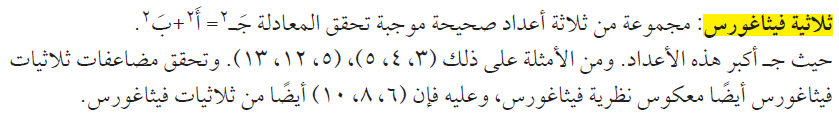 ثلاثية فيثاغورس: مجموعة من ثلاثة أعداد صحيحة موجبة تحقق المعادلة جَـ٢ = أَ٢+بَ٢.
حيث جـ أكبر هذه الأعداد. ومن الأمثلة على ذلك (٣، ٤، ٥)، (٥، ١٢، ١٣). وتحقق مضاعفات ثلاثيات
فيثاغورس أيضًا معكوس نظرية فيثاغورس، وعليه فإن (٦، ٨، ١٠) أيضًا من ثلاثيات فيثاغورس.